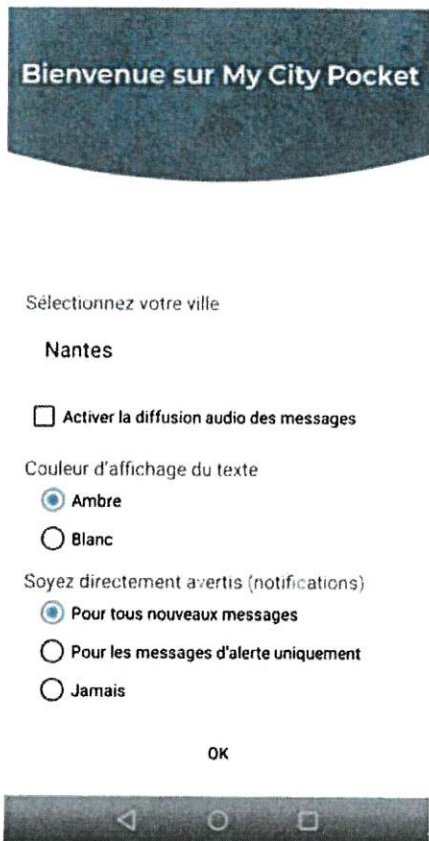 Bienvenue sur My City Pocket
Sélectionnez votre ville
Nantes
Activer la diffusion audio des messages
Couleur d'affichage du texte
Ambre
Blanc
Soyez directement avertis (notifications)
Pour tous nouveaux messages
Pour les messages d'alerte uniquement
Jamais
OK